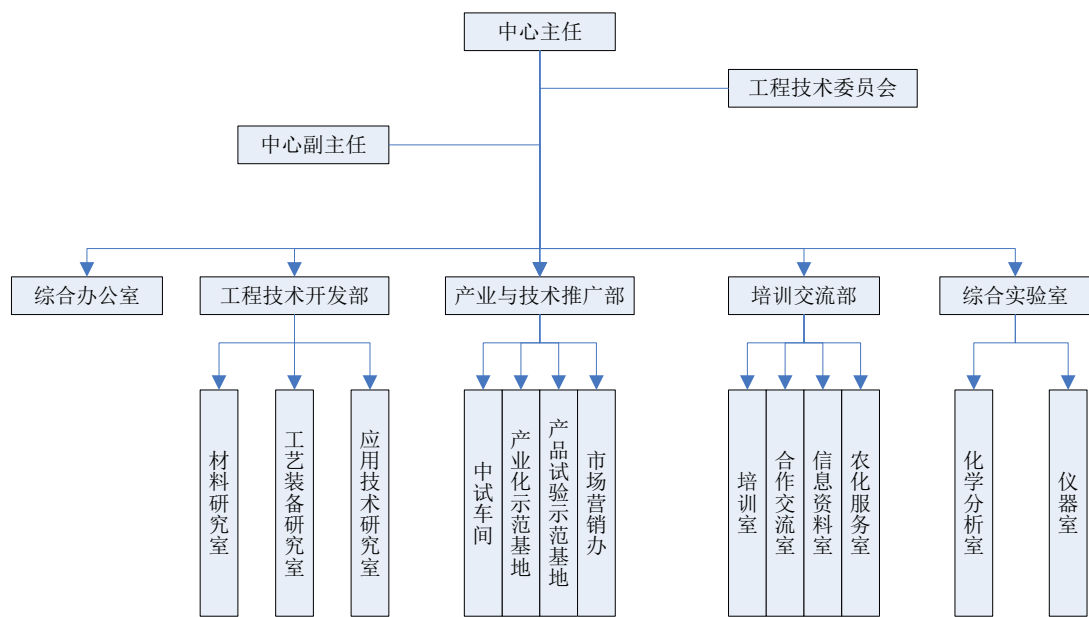 中心主任
工程技术委员会
中心副主任
综合办公室
工程技术开发部
产业与技术推广部
培训交流部
综合实验室
材料研究室
工艺装备研究室
应用技术研究室
中试车间
产业化示范基地
产品试验示范基地
市场营销办
培训室
合作交流室
信息资料室
农化服务室
化学分析室
仪器室